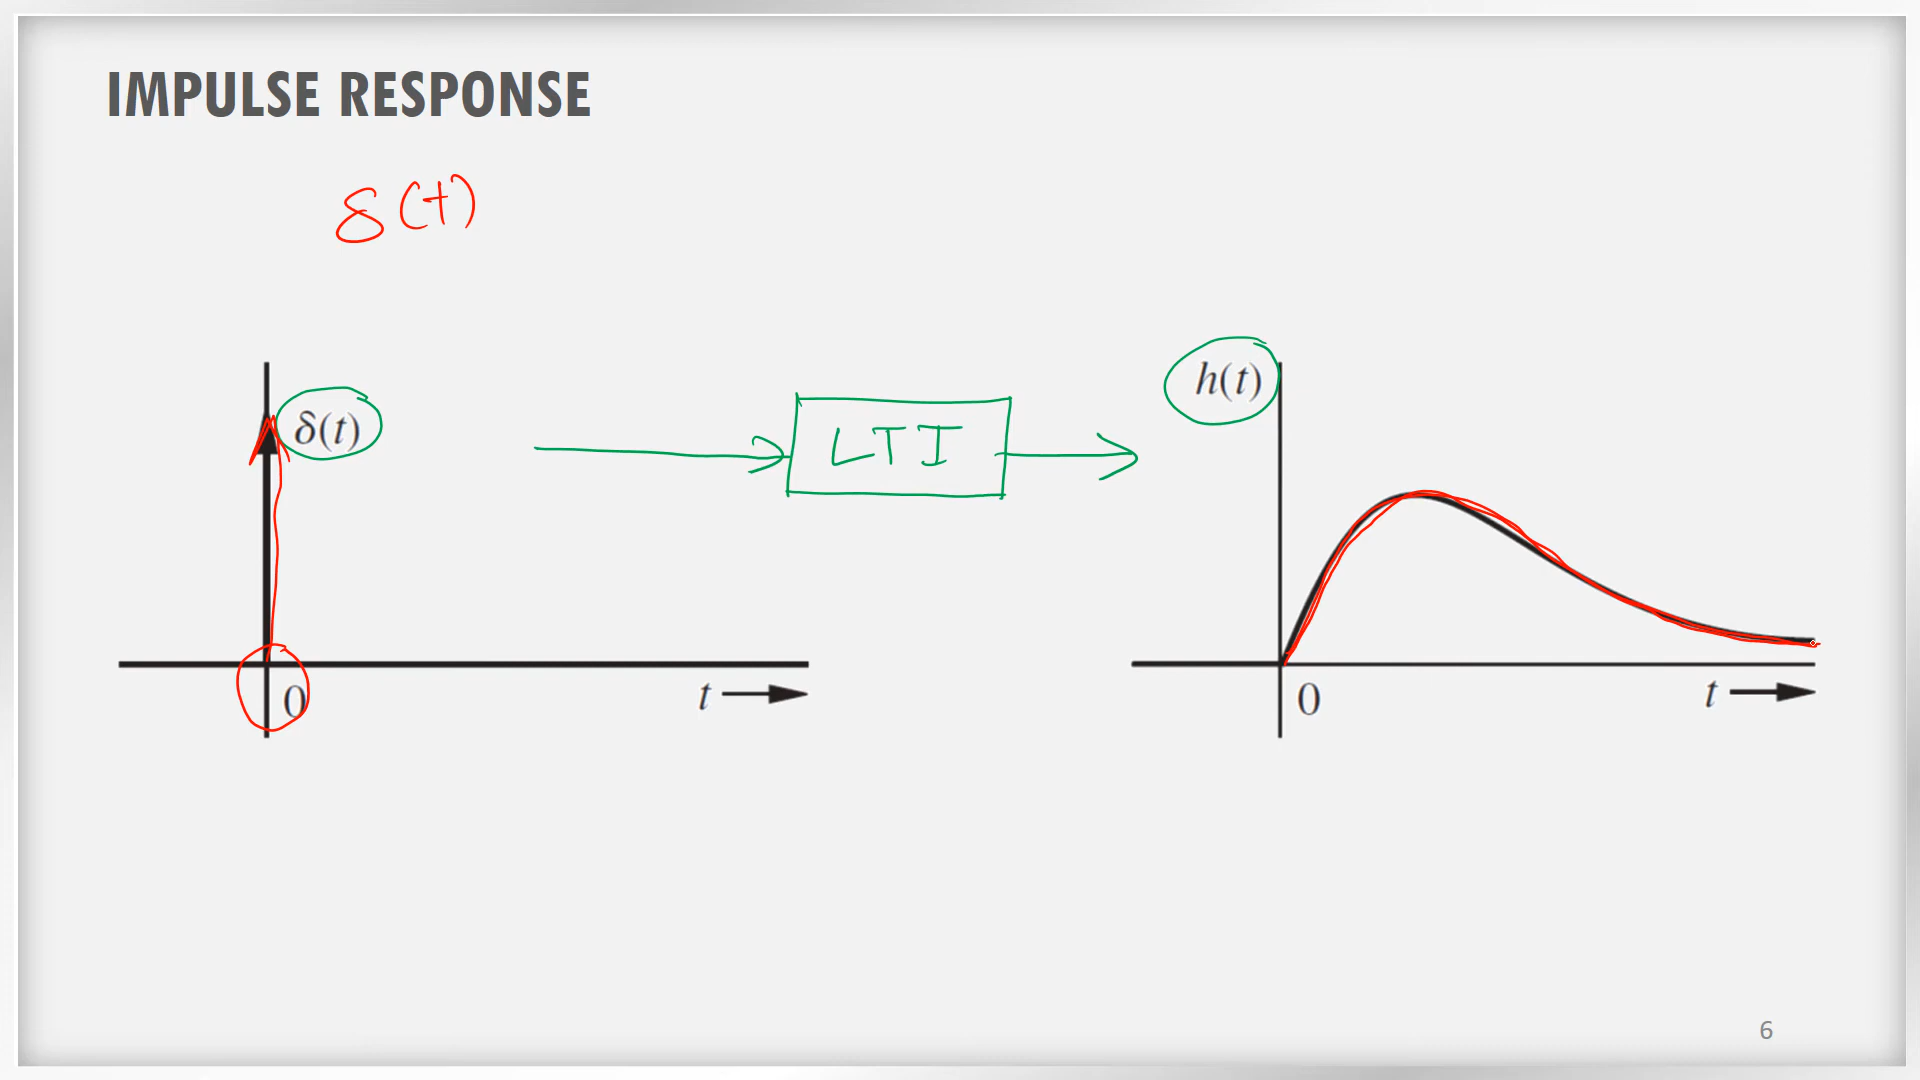 IMPULSE RESPONSE
δ(t)
h(t)
δ(t)
LTI
0
t
0
t
6